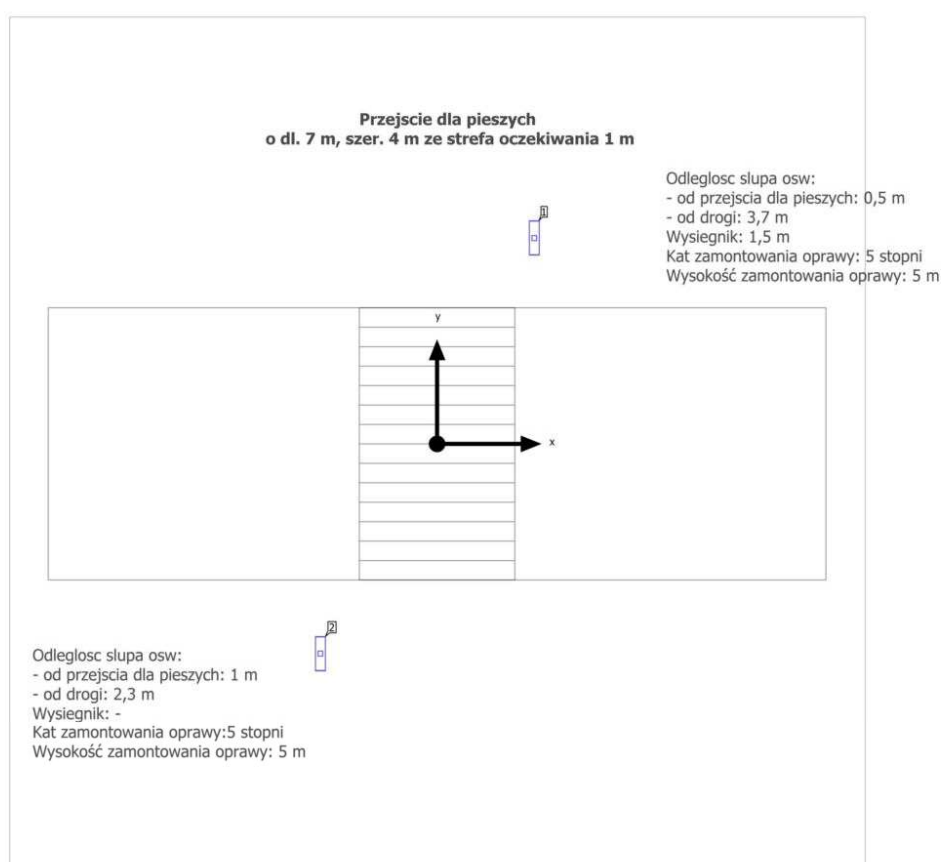 Przejscie dla pieszych
o dl. 7 m, szer. 4 m ze strefa oczekiwania 1 m
Odleglosc slupa osw:
- od przejscia dla pieszych: 0,5 m
- od drogi: 3,7 m
Wysiegnik: 1,5 m
Kat zamontowania oprawy: 5 stopni
Wysokość zamontowania oprawy: 5 m
1
y
x
2
Odleglosc slupa osw:
- od przejscia dla pieszych: 1 m
- od drogi: 2,3 m
Wysiegnik: -
Kat zamontowania oprawy:5 stopni
Wysokość zamontowania oprawy: 5 m